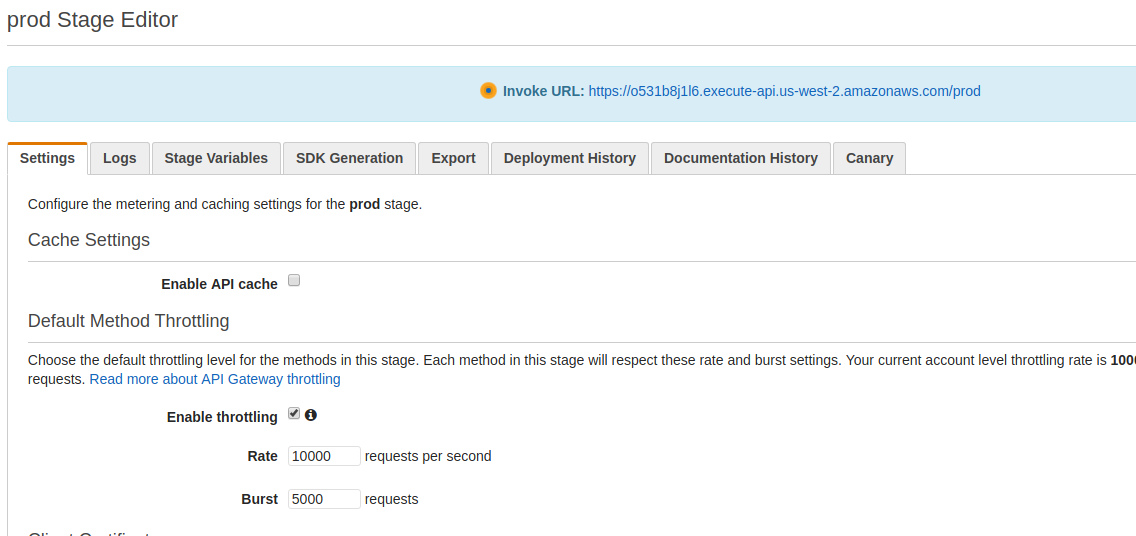 prod Stage Editor
Invoke URL: https://o531b8j1l6.execute-api.us-west-2.amazonaws.com/prod
Settings Logs Stage Variables SDK Generation Export Deployment History Documentation History Canary
Configure the metering and caching settings for the prod stage.
Cache Settings
Enable API cache
Default Method Throttling
Choose the default throttling level for the methods in this stage. Each method in this stage will respect these rate and burst settings. Your current account level throttling rate is
requests. Read more about API Gateway throttling
Enable throttling
Rate 10000 requests per second
Burst 5000 requests